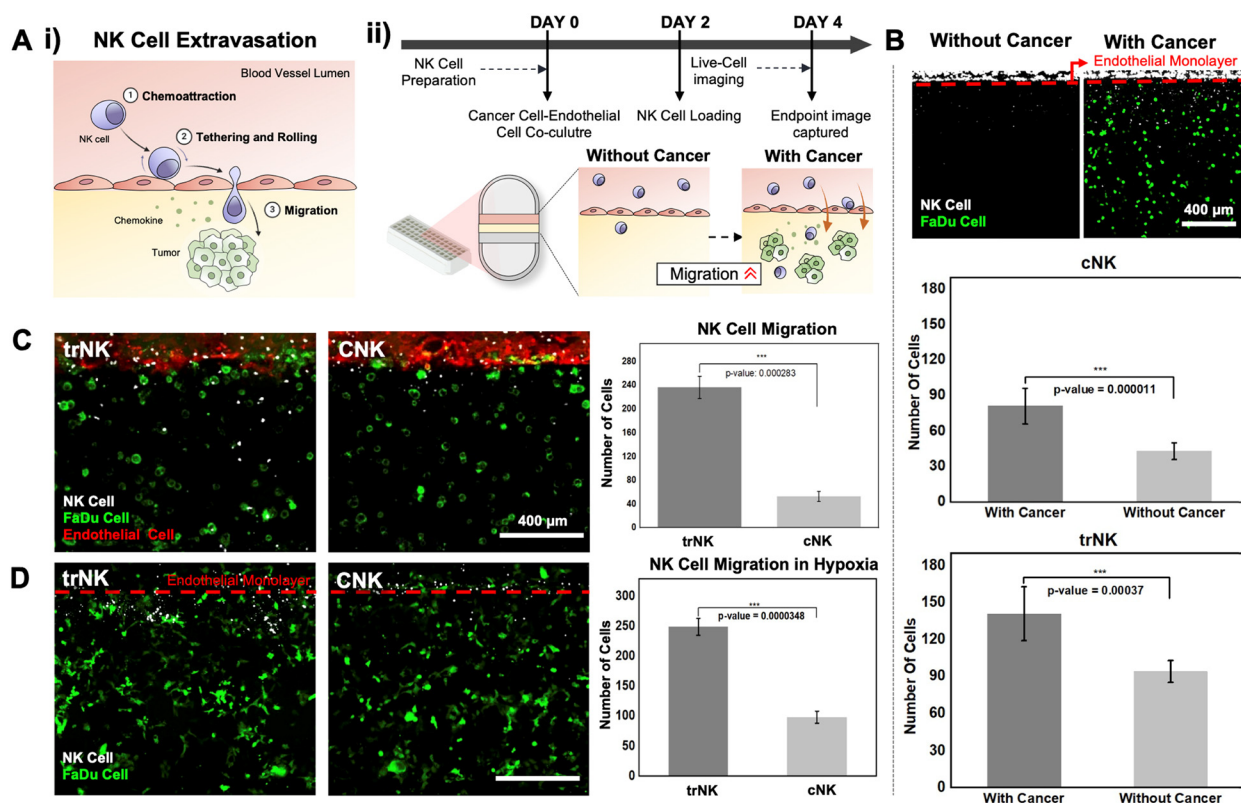 A i)
NK Cell Extravasation
Blood Vessel Lumen
1 Chemoattraction
NK cell
2 Tethering and Rolling
Chemokine
3 Migration
Tumor
ii)
DAY 0
DAY 2
DAY 4
NK Cell
Preparation
Live-Cell
imaging
Cancer Cell-Endothelial
Cell Co-culutre
NK Cell Loading
Endpoint image
captured
Without Cancer
With Cancer
Migration
B
Without Cancer
With Cancer
Endothelial Monolayer
NK Cell
FaDu Cell
400 µm
cNK
Number Of Cells
180
150
120
90
60
30
0
***
p-value = 0.000011
With Cancer
Without Cancer
trNK
Number Of Cells
180
150
120
90
60
30
0
***
p-value = 0.00037
With Cancer
Without Cancer
C
trNK
NK Cell
FaDu Cell
Endothelial Cell
CNK
400 µm
NK Cell Migration
Number of Cells
280
240
200
160
120
80
40
0
***
p-value: 0.000283
trNK
cNK
D
trNK
Endothelial Monolayer
NK Cell
FaDu Cell
CNK
NK Cell Migration in Hypoxia
Number of Cells
300
250
200
150
100
50
0
***
p-value = 0.0000348
trNK
cNK